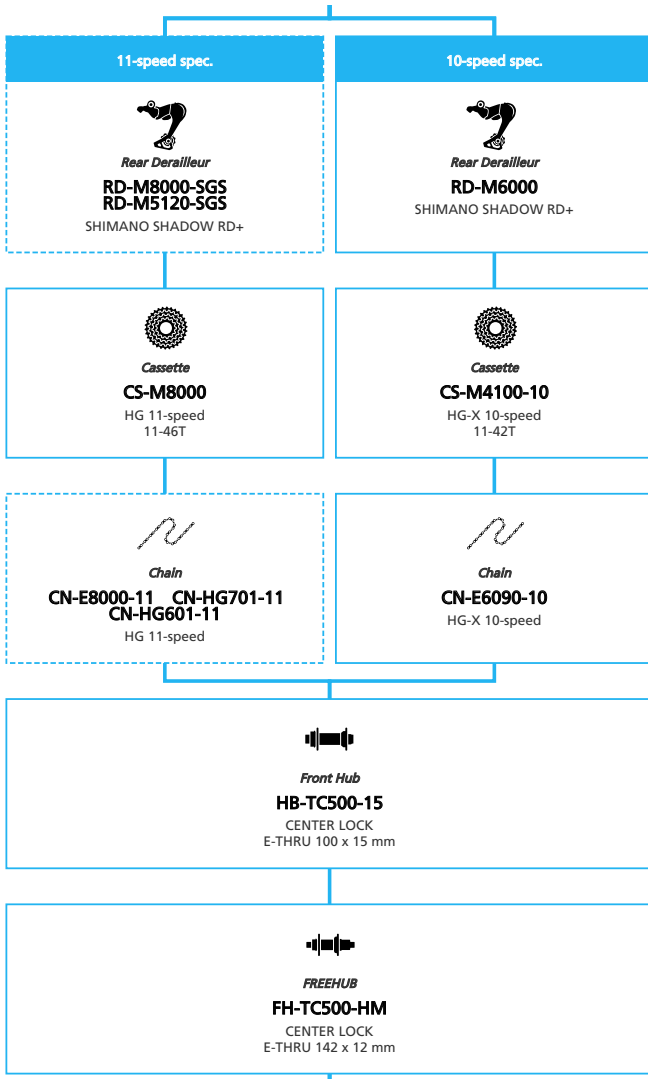 11-speed spec.
Rear Derailleur
RD-M8000-SGS
RD-M5120-SGS
SHIMANO SHADOW RD+
10-speed spec.
Rear Derailleur
RD-M6000
SHIMANO SHADOW RD+
Cassette
CS-M8000
HG 11-speed
11-46T
Cassette
CS-M4100-10
HG-X 10-speed
11-42T
Chain
CN-E8000-11 CN-HG701-11
CN-HG601-11
HG 11-speed
Chain
CN-E6090-10
HG-X 10-speed
Front Hub
HB-TC500-15
CENTER LOCK
E-THRU 100 x 15 mm
FREEHUB
FH-TC500-HM
CENTER LOCK
E-THRU 142 x 12 mm